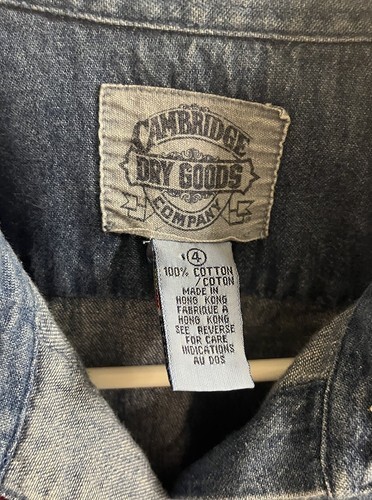 CAMBRIDGE
DRY GOODS
COMPANY
4
100% COTTON
/COTON
MADE IN
HONG KONG
FABRIQUE A
HONG KONG
SEE REVERSE
FOR CARE
INDICATIONS
AU DOS